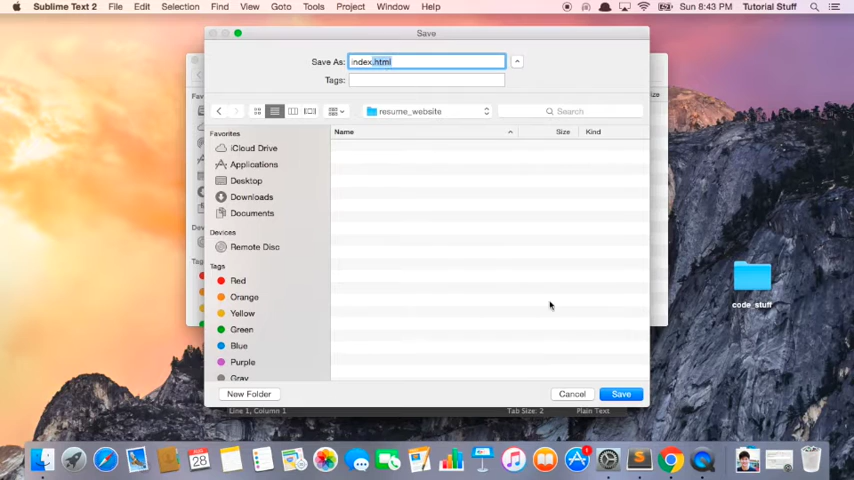 Sublime Text 2 File Edit Selection Find View Goto Tools Project Window Help Sun 8:43 PM Tutorial Stuff
Save
Save As: index.html
Tags:
resume_website
Search
Name Size Kind
Favorites
iCloud Drive
Applications
Desktop
Downloads
Documents
Devices
Remote Disc
Tags
Red
Orange
Yellow
Green
Blue
Purple
Gray
New Folder Cancel Save
Line 1, Column 1 Tab Size: 2 Plain Text
code_stuff
28
1